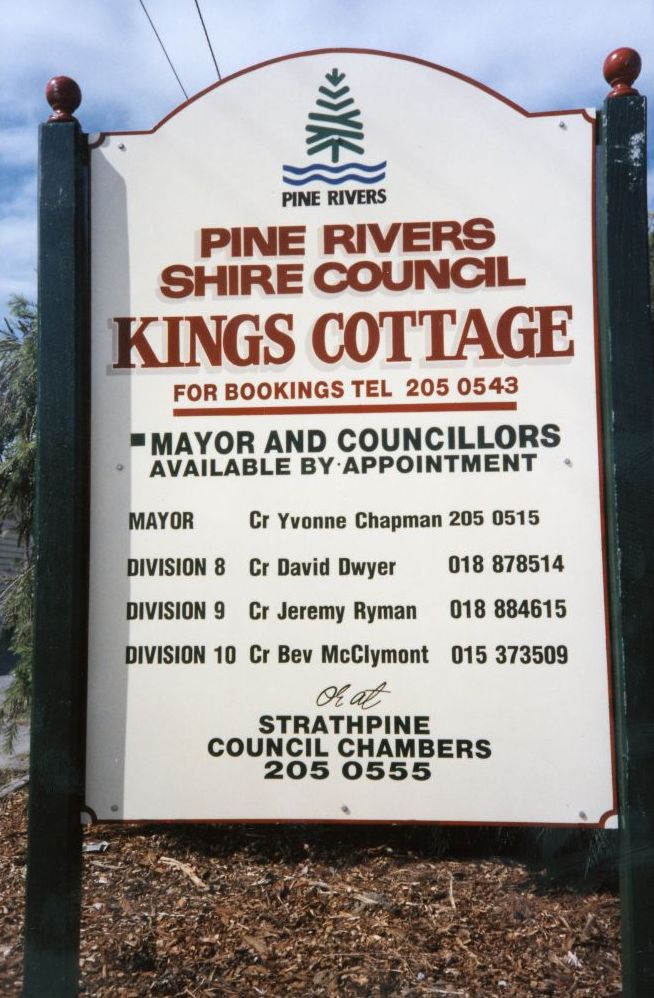 PINE RIVERS
PINE RIVERS
SHIRE COUNCIL
KINGS COTTAGE
FOR BOOKINGS TEL 205 0543
MAYOR AND COUNCILLORS
AVAILABLE BY APPOINTMENT
MAYOR Cr Yvonne Chapman 205 0515
DIVISION 8 Cr David Dwyer 018 878514
DIVISION 9 Cr Jeremy Ryman 018 884615
DIVISION 10 Cr Bev McClymont 015 373509
Or at
STRATHPINE
COUNCIL CHAMBERS
205 0555